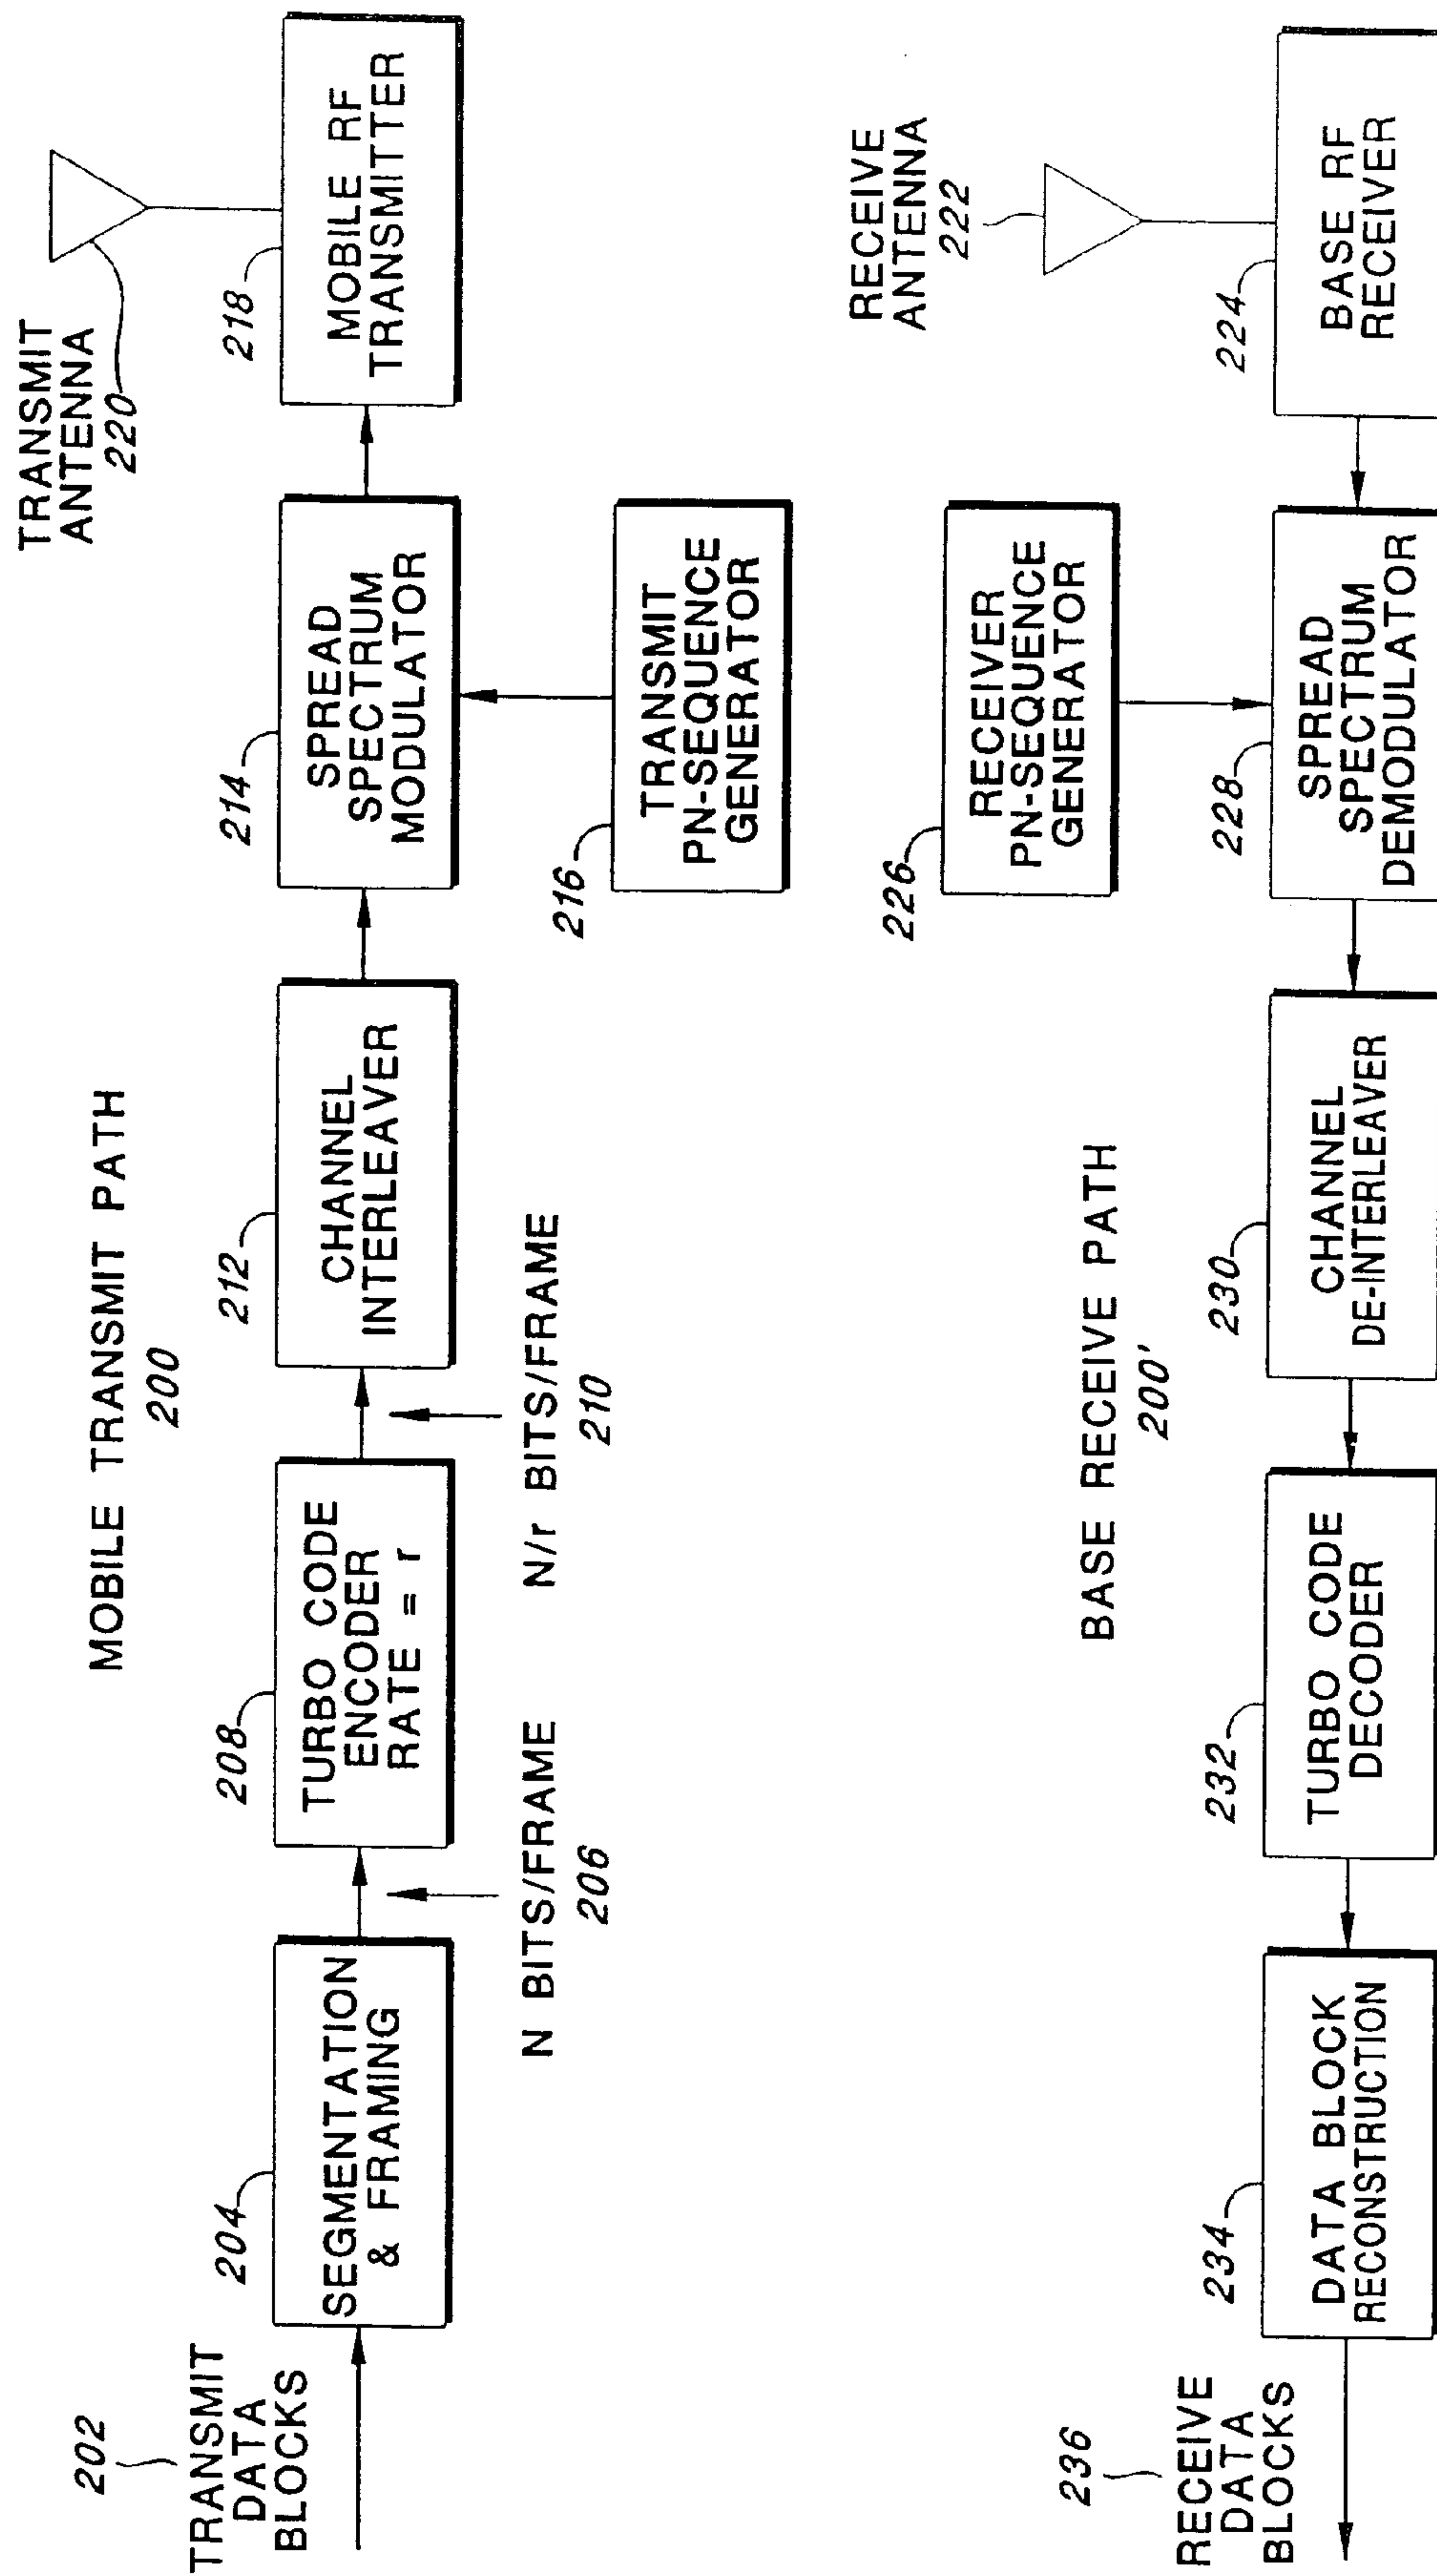 MOBILE TRANSMIT PATH
200
TRANSMIT
ANTENNA
220
202
TRANSMIT
DATA
BLOCKS
204
SEGMENTATION
& FRAMING
N BITS/FRAME
206
208
TURBO CODE
ENCODER
RATE = r
N/r BITS/FRAME
210
212
CHANNEL
INTERLEAVER
214
SPREAD
SPECTRUM
MODULATOR
216
TRANSMIT
PN-SEQUENCE
GENERATOR
218
MOBILE RF
TRANSMITTER
BASE RECEIVE PATH
200'
RECEIVE
ANTENNA
222
236
RECEIVE
DATA
BLOCKS
234
DATA BLOCK
RECONSTRUCTION
232
TURBO CODE
DECODER
230
CHANNEL
DE-INTERLEAVER
226
RECEIVER
PN-SEQUENCE
GENERATOR
228
SPREAD
SPECTRUM
DEMODULATOR
224
BASE RF
RECEIVER